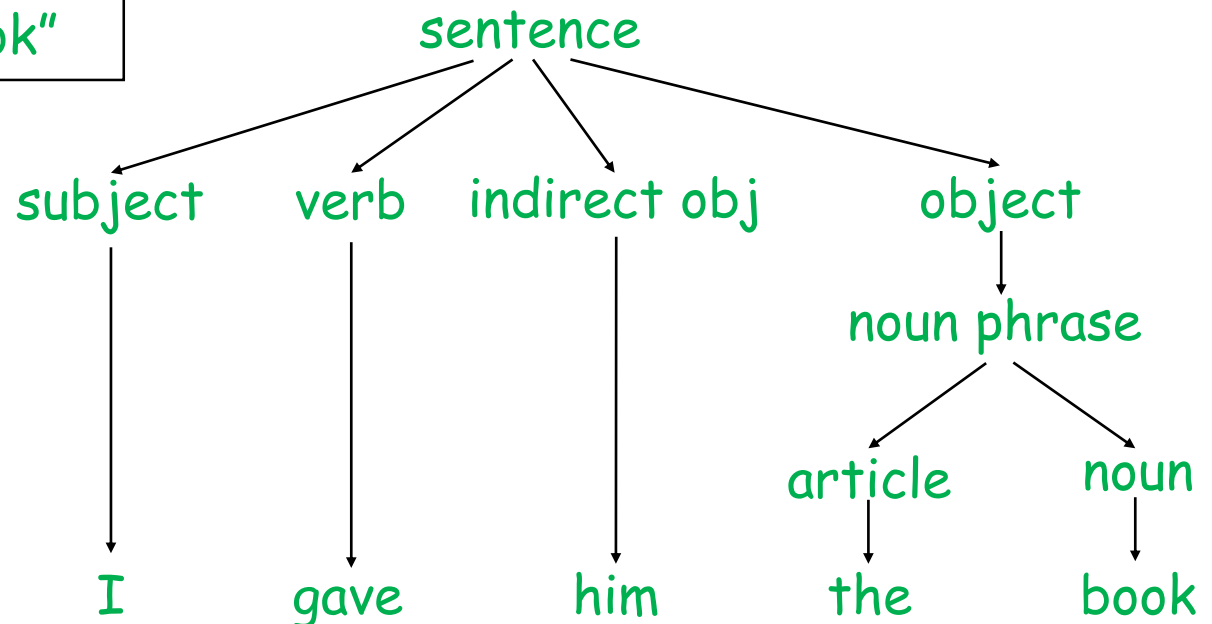 ok”
sentence
subject verb indirect obj object
noun phrase
article noun
I gave him the book